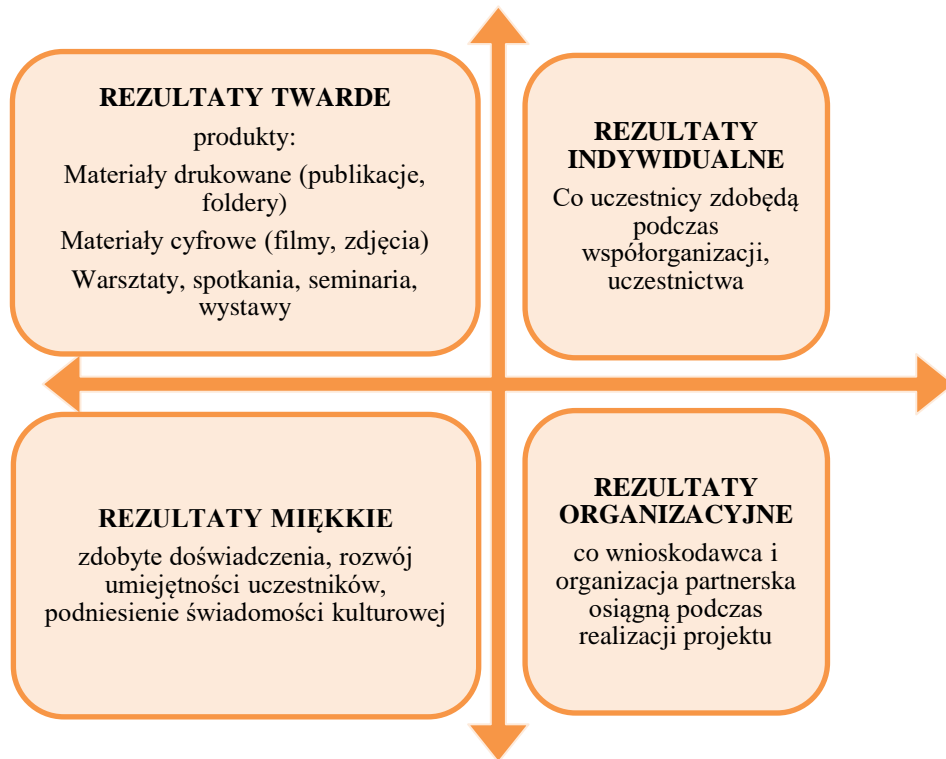 REZULTATY TWARDE
produkty:
Materiały drukowane (publikacje,
foldery)
Materiały cyfrowe (filmy, zdjęcia)
Warsztaty, spotkania, seminaria,
wystawy
REZULTATY
INDYWIDUALNE
Co uczestnicy zdobędą
podczas
współorganizacji,
uczestnictwa
REZULTATY MIĘKKIE
zdobyte doświadczenia, rozwój
umiejętności uczestników,
podniesienie świadomości kulturowej
REZULTATY
ORGANIZACYJNE
co wnioskodawca i
organizacja partnerska
osiągną podczas
realizacji projektu